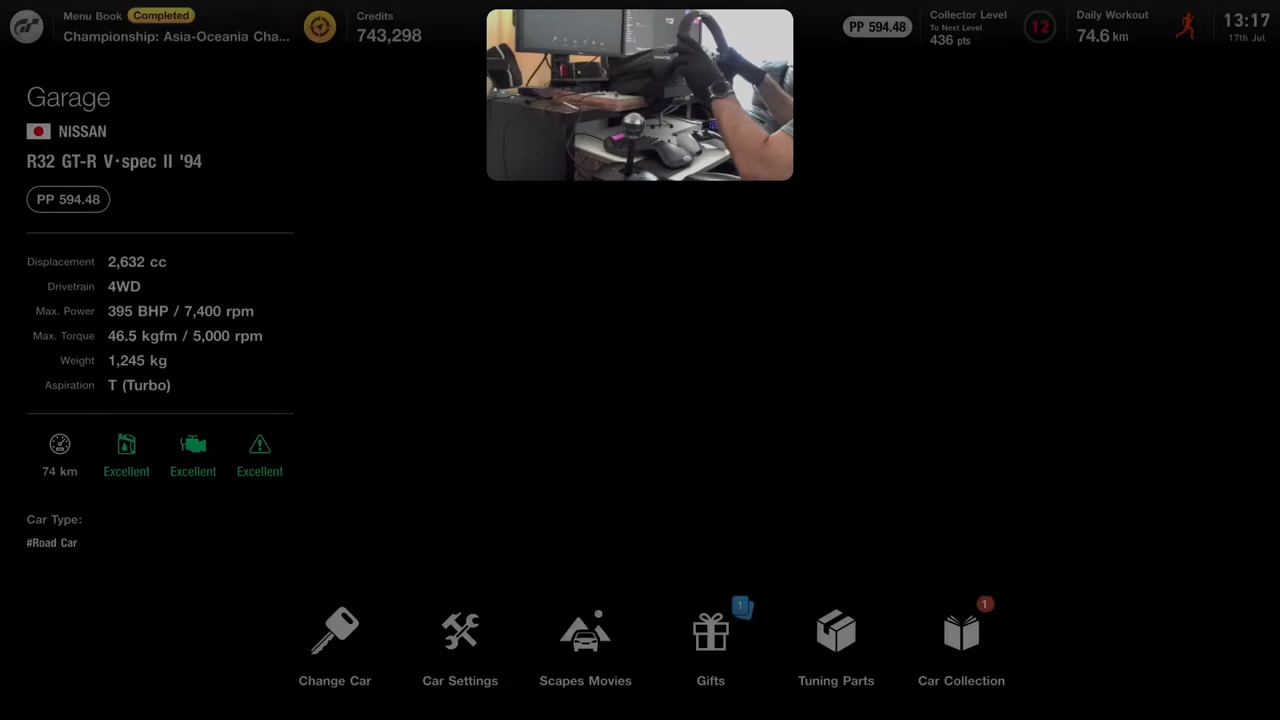 Menu Book Completed
Championship: Asia-Oceania Cha...
Credits
743,298
PP 594.48
Collector Level
To Next Level
436 pts
12
Daily Workout
74.6 km
13:17
17th Jul
Garage
NISSAN
R32 GT-R V·spec II '94
PP 594.48
Displacement 2,632 cc
Drivetrain 4WD
Max. Power 395 BHP / 7,400 rpm
Max. Torque 46.5 kgfm / 5,000 rpm
Weight 1,245 kg
Aspiration T (Turbo)
74 km Excellent Excellent Excellent
Car Type:
#Road Car
1
1
Change Car Car Settings Scapes Movies Gifts Tuning Parts Car Collection